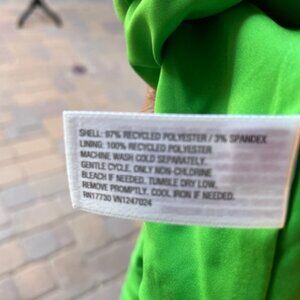 SHELL: 97% RECYCLED POLYESTER / 3% SPANDEX
LINING: 100% RECYCLED POLYESTER
MACHINE WASH COLD SEPARATELY.
GENTLE CYCLE. ONLY NON-CHLORINE
BLEACH IF NEEDED. TUMBLE DRY LOW.
REMOVE PROMPTLY. COOL IRON IF NEEDED.
RN17730 VN1247024